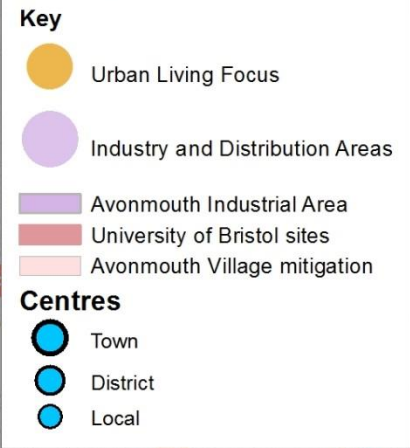 Key
Urban Living Focus
Industry and Distribution Areas
Avonmouth Industrial Area
University of Bristol sites
Avonmouth Village mitigation
Centres
Town
District
Local